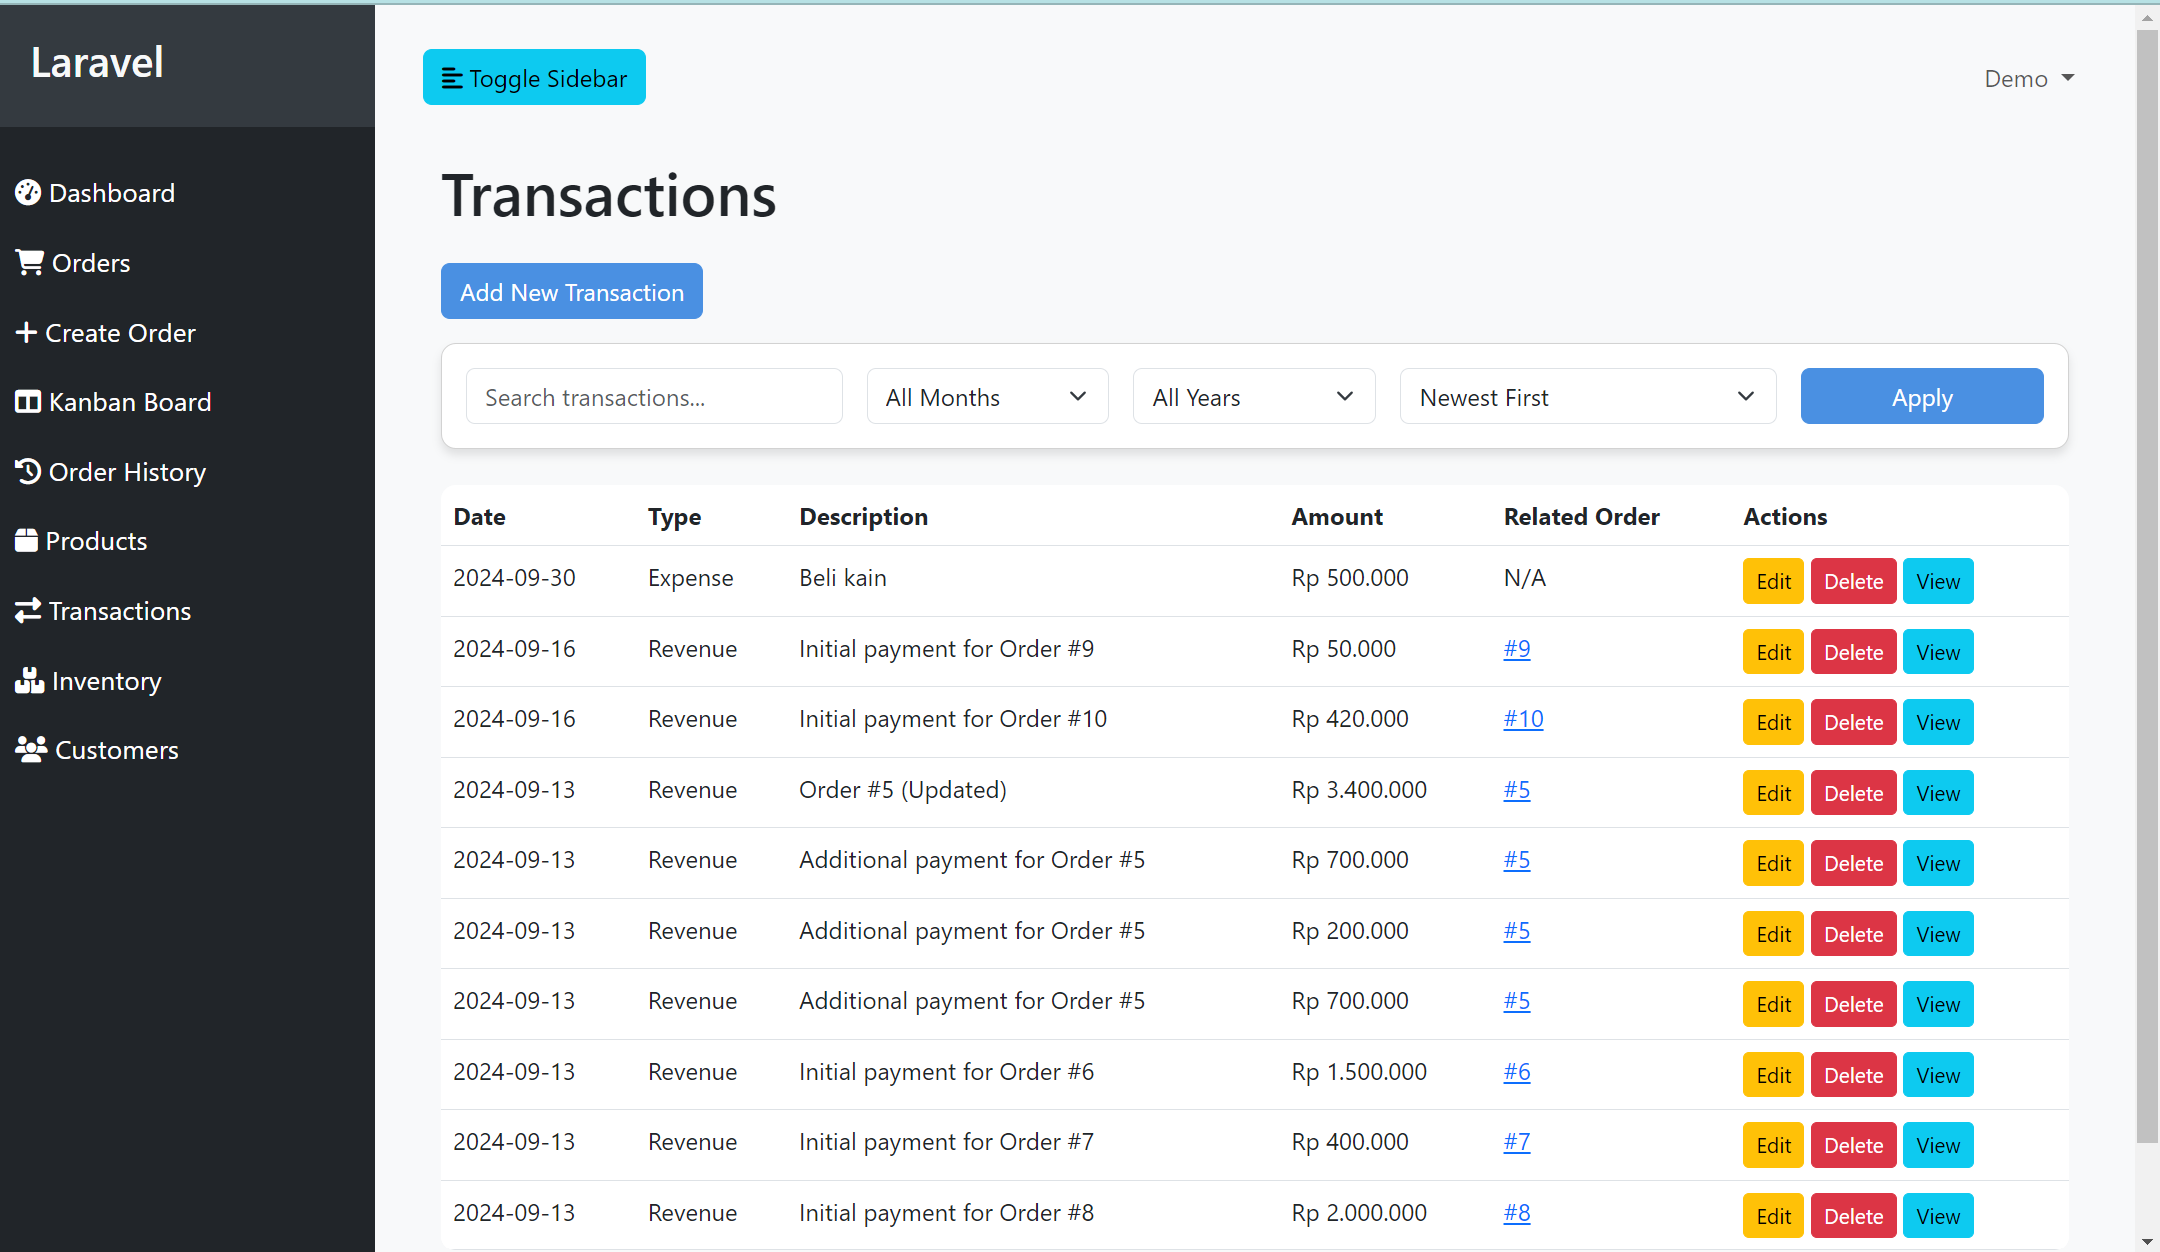 Laravel
Toggle Sidebar
Demo
Dashboard
Orders
Create Order
Kanban Board
Order History
Products
Transactions
Inventory
Customers
Transactions
Add New Transaction
Search transactions... All Months All Years Newest First Apply
Date Type Description Amount Related Order Actions
2024-09-30 Expense Beli kain Rp 500.000 N/A Edit Delete View
2024-09-16 Revenue Initial payment for Order #9 Rp 50.000 #9 Edit Delete View
2024-09-16 Revenue Initial payment for Order #10 Rp 420.000 #10 Edit Delete View
2024-09-13 Revenue Order #5 (Updated) Rp 3.400.000 #5 Edit Delete View
2024-09-13 Revenue Additional payment for Order #5 Rp 700.000 #5 Edit Delete View
2024-09-13 Revenue Additional payment for Order #5 Rp 200.000 #5 Edit Delete View
2024-09-13 Revenue Additional payment for Order #5 Rp 700.000 #5 Edit Delete View
2024-09-13 Revenue Initial payment for Order #6 Rp 1.500.000 #6 Edit Delete View
2024-09-13 Revenue Initial payment for Order #7 Rp 400.000 #7 Edit Delete View
2024-09-13 Revenue Initial payment for Order #8 Rp 2.000.000 #8 Edit Delete View